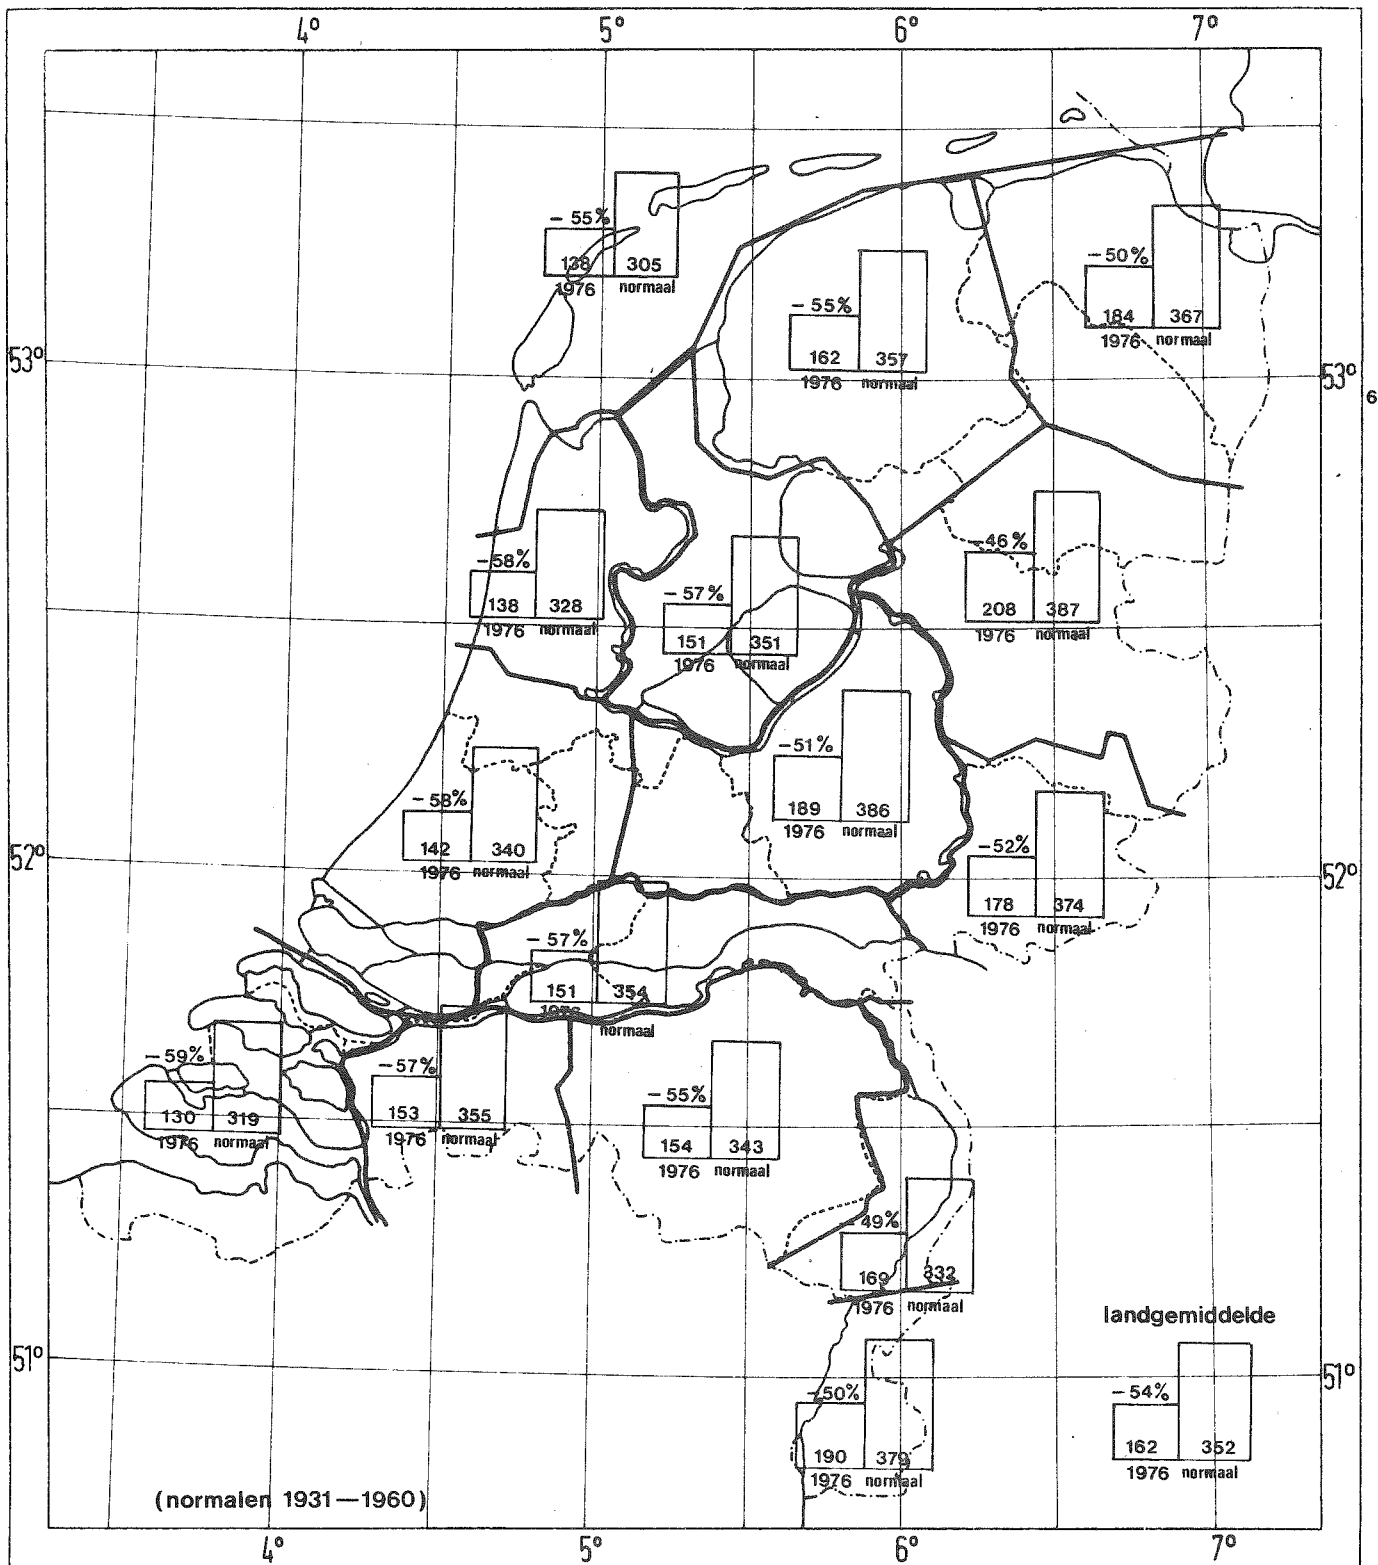 4° 5° 6° 7°
- 55%
138 305
1976 normaal
- 55%
162 357
1976 normaal
- 50%
184 367
1976 normaal
53° 53°
6
- 58%
138 328
1976 normaal
- 57%
151 351
1976 normaal
- 46%
208 387
1976 normaal
- 51%
189 386
1976 normaal
- 58%
142 340
1976 normaal
52° 52°
- 52%
178 374
1976 normaal
- 57%
151 354
1976 normaal
- 59%
130 319
1976 normaal
- 57%
153 355
1976 normaal
- 55%
154 343
1976 normaal
49%
169 332
1976 normaal
landgemiddelde
51° 51°
- 50%
190 379
1976 normaal
- 54%
162 352
1976 normaal
(normalen 1931—1960)
4° 5° 6° 7°